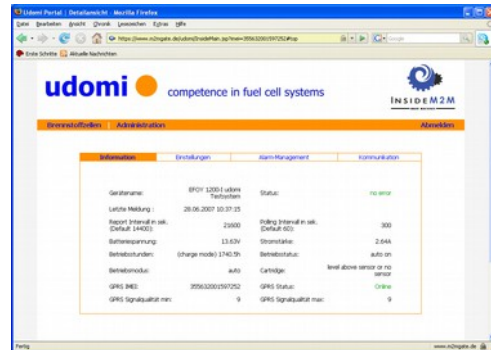 Udomi Portal | Detailansicht - Mozilla Firefox
Datei Bearbeiten Ansicht Chronik Lesezeichen Extras Hilfe
Erste Schritte Aktuelle Nachrichten
udomi competence in fuel cell systems
INSIDE M2M
Brennstoffzellen Administration Abmelden
Information Einstellungen Alarm-Management Kommunikation
Gerätename: EFOY 1200-I udomi Testsystem Status: no error
Letzte Meldung : 28.06.2007 10:37:15
Report Interval in sek. (Default 14400): 21600 Polling Interval in sek. (Default 60): 300
Batteriespannung: 13.63V Stromstärke: 2.64A
Betriebsstunden: (charge mode) 1740.5h Betriebsstatus: auto on
Betriebsmodus: auto Cartridge: level above sensor or no sensor
GPRS IMEI: 355632001597252 GPRS Status: Online
GPRS Signalqualität min: 9 GPRS Signalqualität max: 9
Fertig www.m2mgate.de